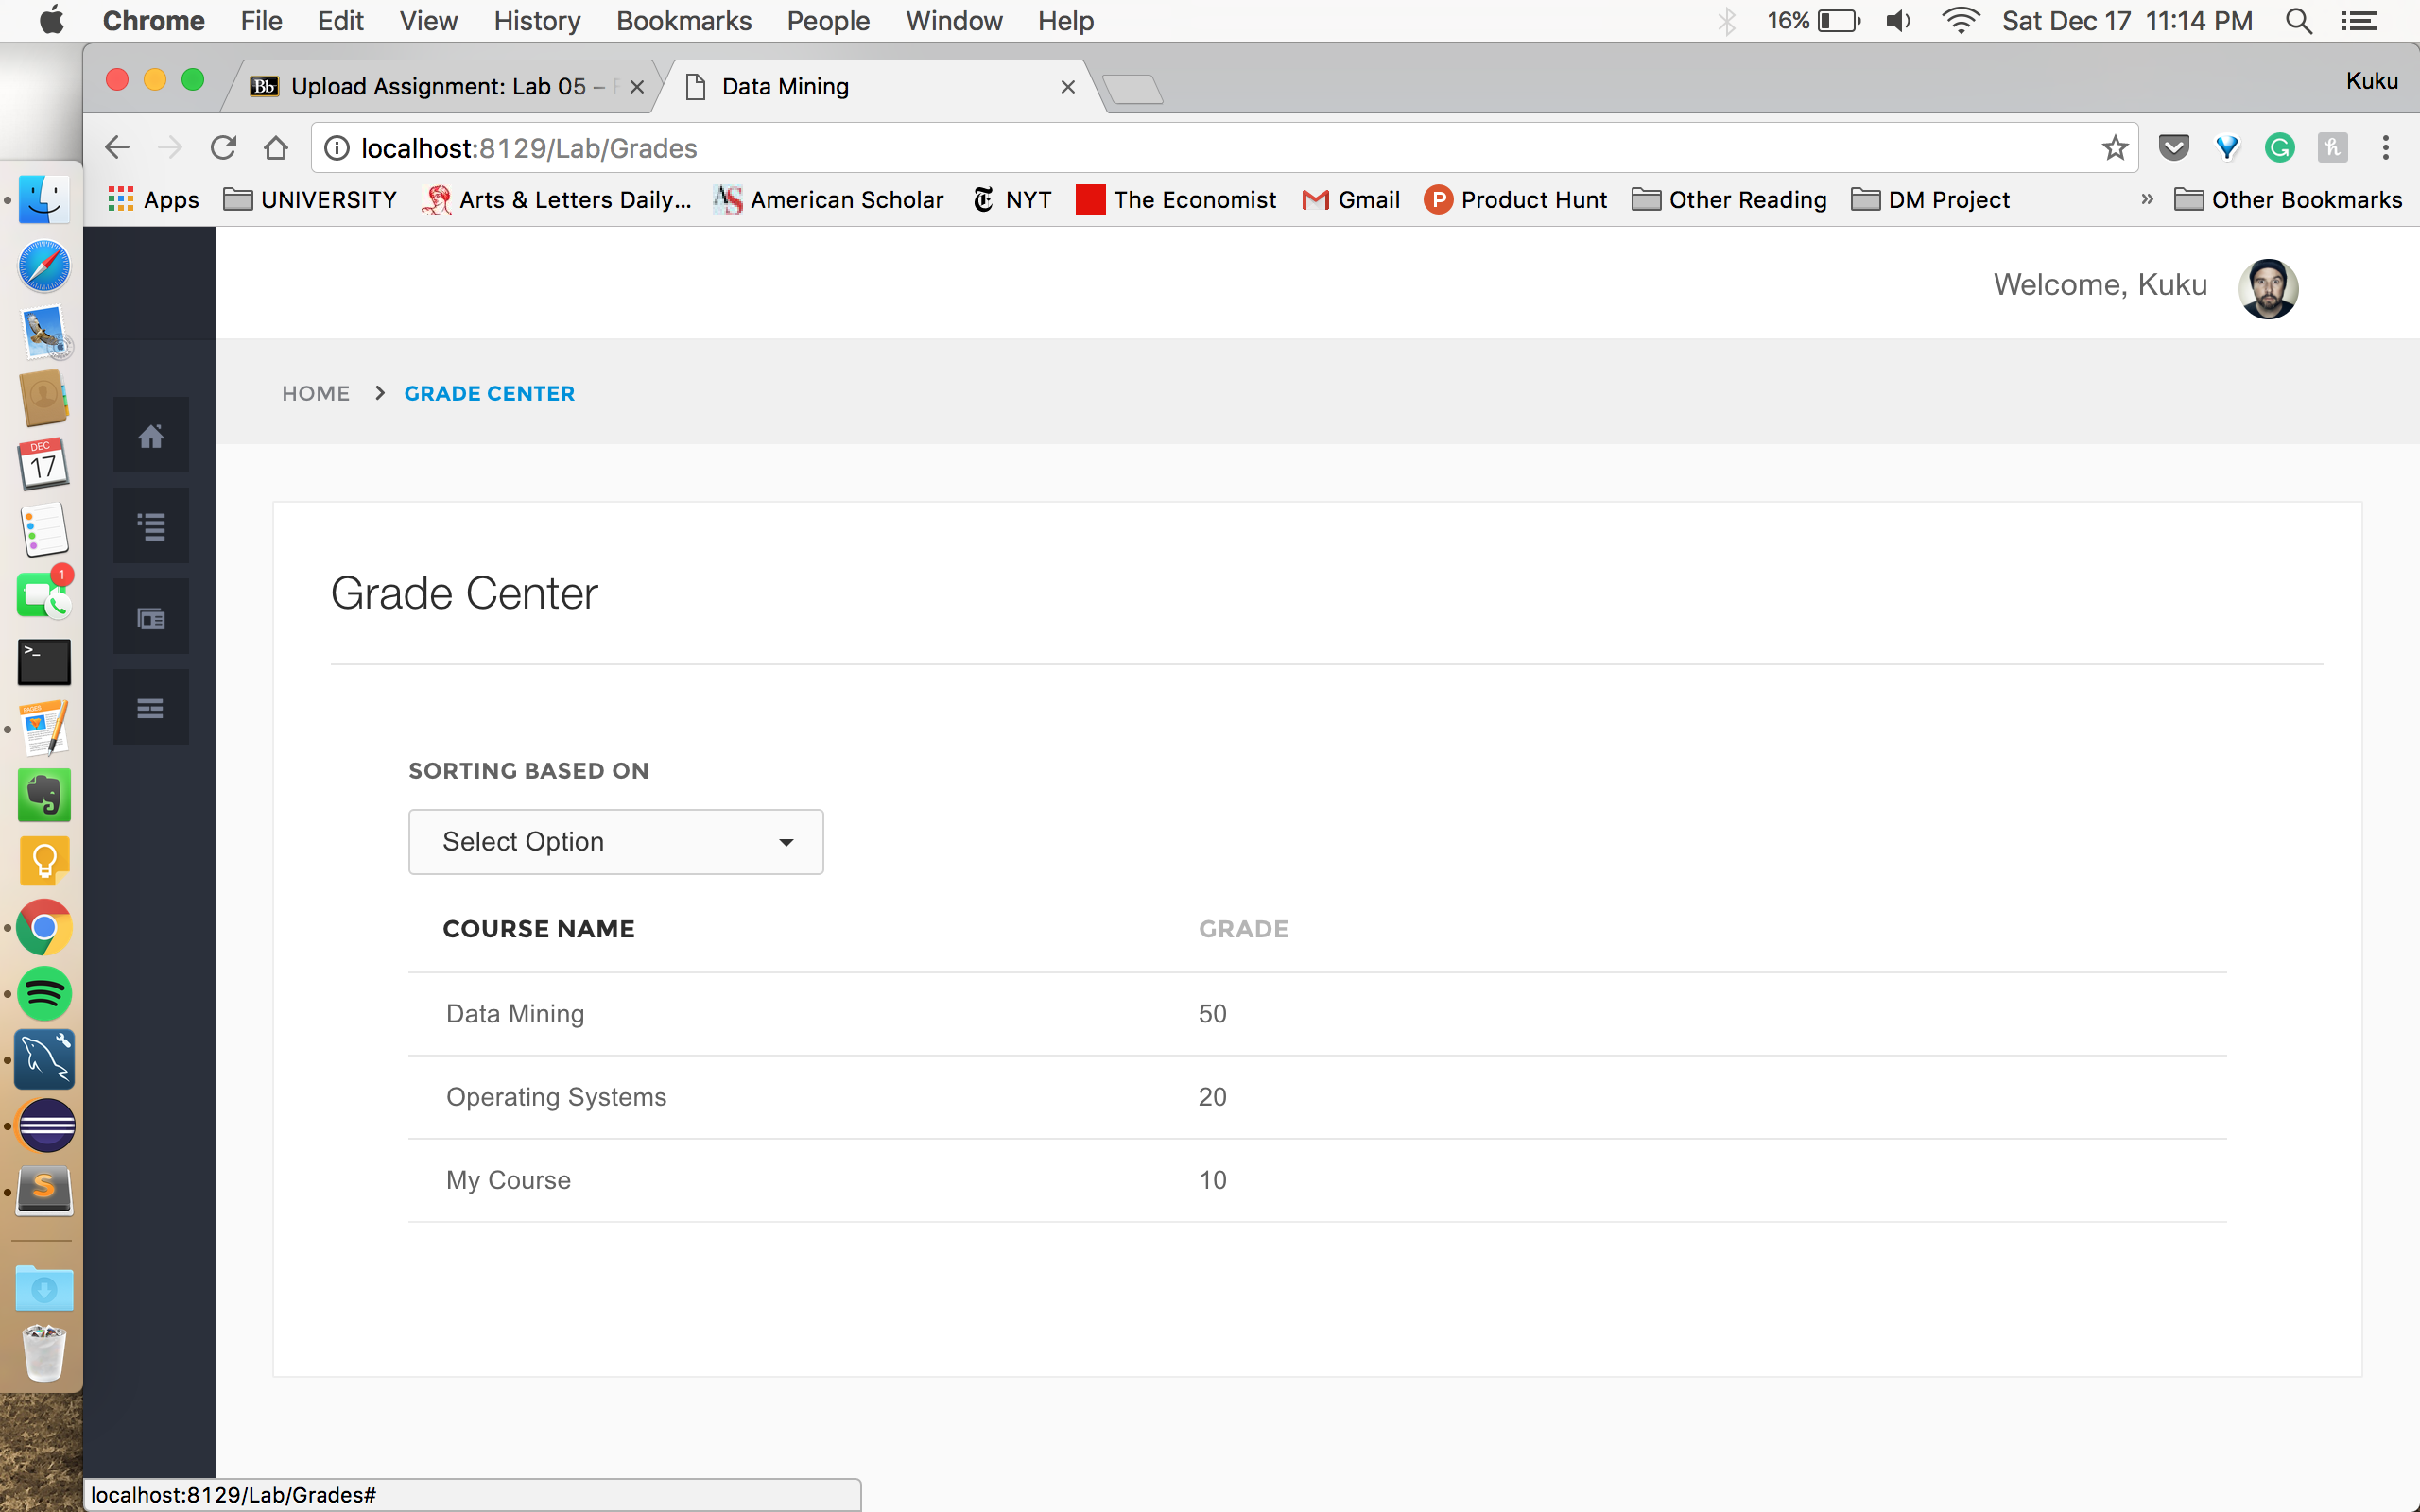 Chrome File Edit View History Bookmarks People Window Help 16% Sat Dec 17 11:14 PM
Bb Upload Assignment: Lab 05 – Data Mining Kuku
localhost:8129/Lab/Grades
Apps UNIVERSITY Arts & Letters Daily... AS American Scholar NYT The Economist Gmail P Product Hunt Other Reading DM Project » Other Bookmarks
Welcome, Kuku
HOME > GRADE CENTER
DEC
17
1
>_
PAGES
S
Grade Center
SORTING BASED ON
Select Option
COURSE NAME GRADE
Data Mining 50
Operating Systems 20
My Course 10
localhost:8129/Lab/Grades#